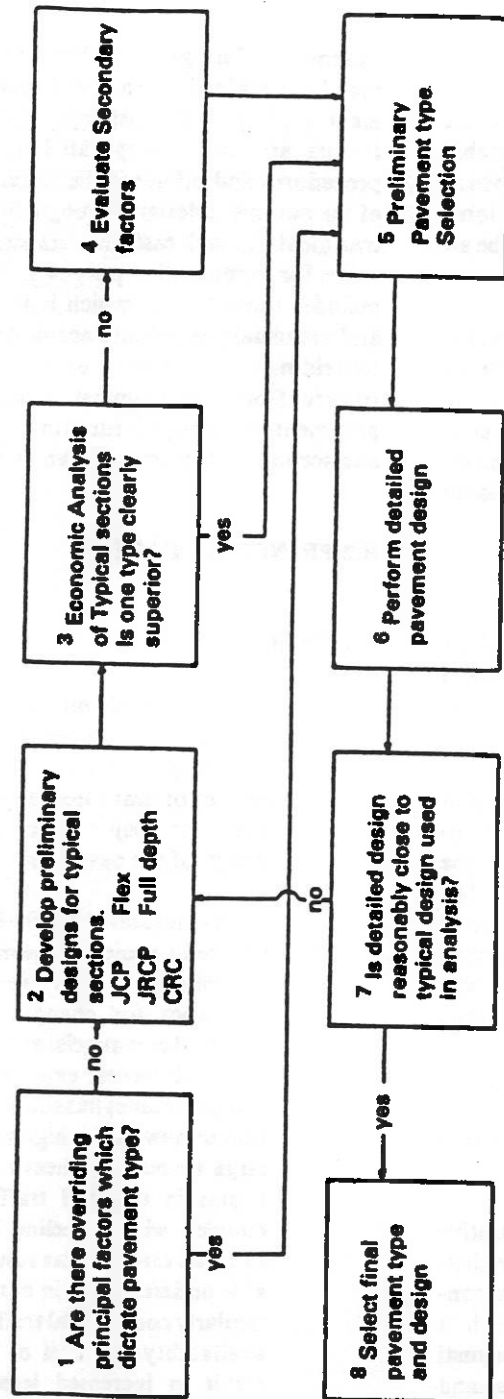 1 Are there overriding
principal factors which
dictate pavement type?
no
yes
2 Develop preliminary
designs for typical
sections.
JCP Flex
JRCP Full depth
CRC
3 Economic Analysis
of Typical sections
Is one type clearly
superior?
no
yes
4 Evaluate Secondary
factors
5 Preliminary
Pavement type
Selection
6 Perform detailed
pavement design
7 Is detailed design
reasonably close to
typical design used
in analysis?
no
yes
8 Select final
pavement type
and design